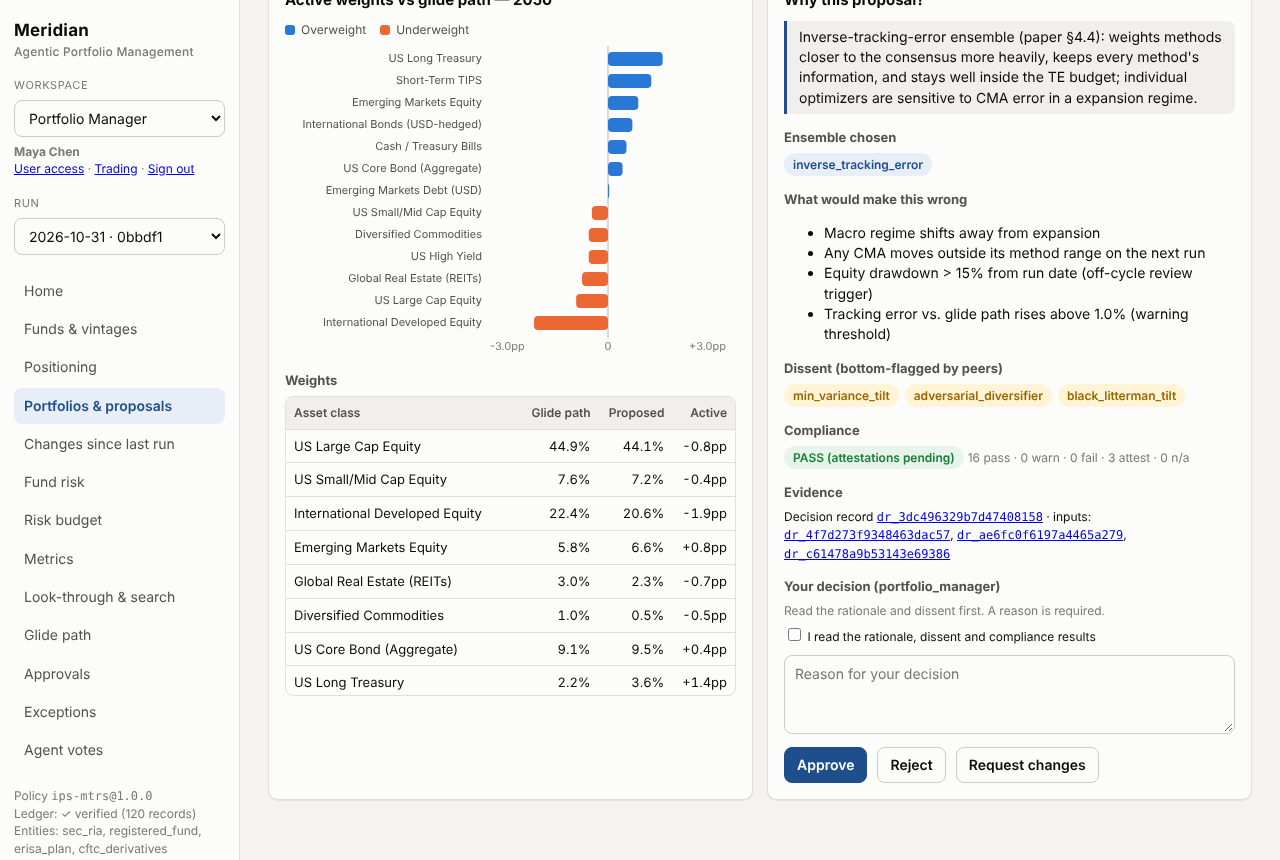 Meridian
Agentic Portfolio Management
WORKSPACE
Portfolio Manager
Maya Chen
User access · Trading · Sign out
RUN
2026-10-31 · 0bbdf1
Home
Funds & vintages
Positioning
Portfolios & proposals
Changes since last run
Fund risk
Risk budget
Metrics
Look-through & search
Glide path
Approvals
Exceptions
Agent votes
Policy ips-mtrs@1.0.0
Ledger: ✓ verified (120 records)
Entities: sec_ria, registered_fund,
erisa_plan, cftc_derivatives
Active weights vs glide path — 2050
Overweight Underweight
US Long Treasury
Short-Term TIPS
Emerging Markets Equity
International Bonds (USD-hedged)
Cash / Treasury Bills
US Core Bond (Aggregate)
Emerging Markets Debt (USD)
US Small/Mid Cap Equity
Diversified Commodities
US High Yield
Global Real Estate (REITs)
US Large Cap Equity
International Developed Equity
-3.0pp 0 +3.0pp
Weights
Asset class Glide path Proposed Active
US Large Cap Equity 44.9% 44.1% -0.8pp
US Small/Mid Cap Equity 7.6% 7.2% -0.4pp
International Developed Equity 22.4% 20.6% -1.9pp
Emerging Markets Equity 5.8% 6.6% +0.8pp
Global Real Estate (REITs) 3.0% 2.3% -0.7pp
Diversified Commodities 1.0% 0.5% -0.5pp
US Core Bond (Aggregate) 9.1% 9.5% +0.4pp
US Long Treasury 2.2% 3.6% +1.4pp
Why this proposal?
Inverse-tracking-error ensemble (paper §4.4): weights methods
closer to the consensus more heavily, keeps every method's
information, and stays well inside the TE budget; individual
optimizers are sensitive to CMA error in a expansion regime.
Ensemble chosen
inverse_tracking_error
What would make this wrong
• Macro regime shifts away from expansion
• Any CMA moves outside its method range on the next run
• Equity drawdown > 15% from run date (off-cycle review
trigger)
• Tracking error vs. glide path rises above 1.0% (warning
threshold)
Dissent (bottom-flagged by peers)
min_variance_tilt adversarial_diversifier black_litterman_tilt
Compliance
PASS (attestations pending) 16 pass · 0 warn · 0 fail · 3 attest · 0 n/a
Evidence
Decision record dr_3dc496329b7d47408158 · inputs:
dr_4f7d273f9348463dac57, dr_ae6fc0f6197a4465a279,
dr_c61478a9b53143e69386
Your decision (portfolio_manager)
Read the rationale and dissent first. A reason is required.
I read the rationale, dissent and compliance results
Reason for your decision
Approve Reject Request changes